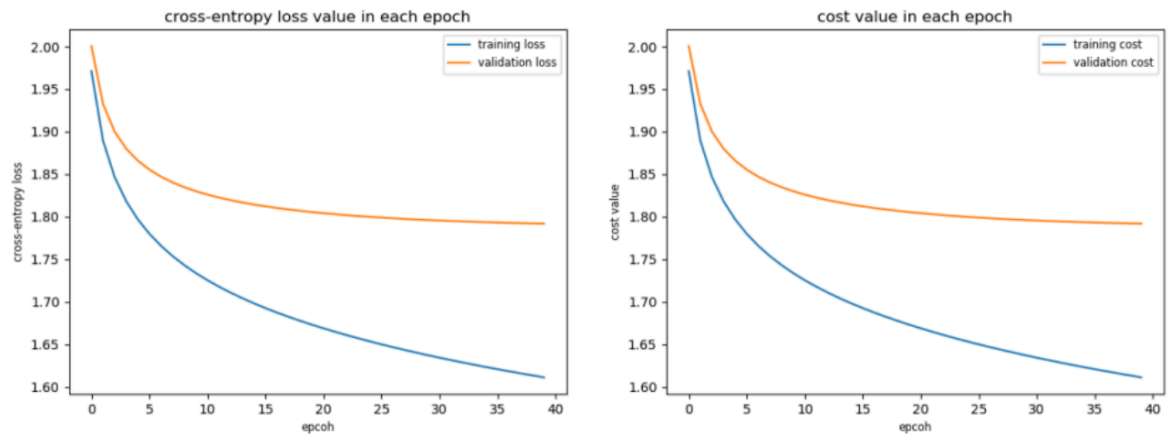 cross-entropy loss value in each epoch
training loss
validation loss
cross-entropy loss
2.00
1.95
1.90
1.85
1.80
1.75
1.70
1.65
1.60
0 5 10 15 20 25 30 35 40
epcoh
cost value in each epoch
training cost
validation cost
cost value
2.00
1.95
1.90
1.85
1.80
1.75
1.70
1.65
1.60
0 5 10 15 20 25 30 35 40
epcoh